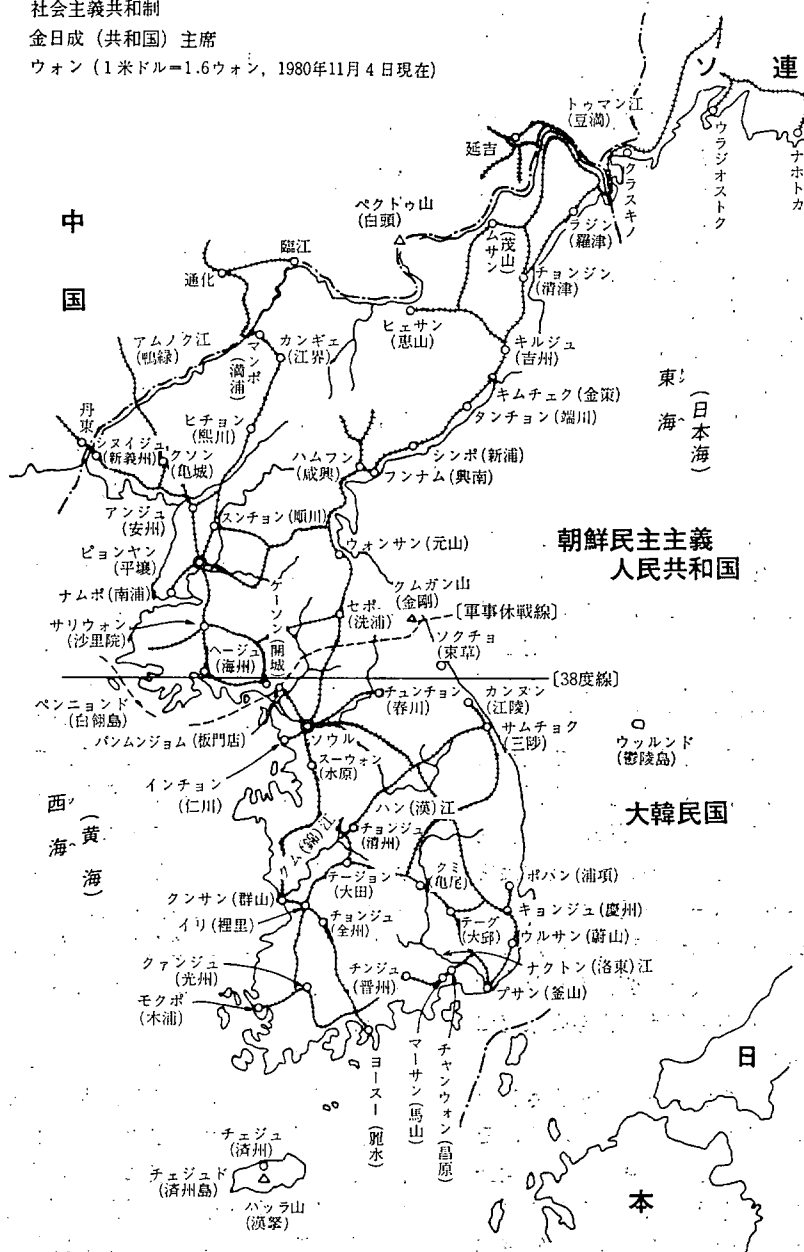 社会主義共和制
金日成（共和国）主席
ウォン（1米ドル=1.6ウォン，1980年11月4日現在）
ソ連
トゥマン江
（豆満）
延吉
クラスキノ
ウラジオストク
ナホトカ
中国
ペクトゥ山
（白頭）
ムサン
（茂山）
ラジン
（羅津）
臨江
通化
チョンジン
（清津）
ヒェサン
（恵山）
アムノク江
（鴨緑）
マンポ
（満浦）
カンギェ
（江界）
キルジュ
（吉州）
キムチェク（金策）
タンチョン（端川）
東海
（日本海）
丹東
ヒチョン
（熙川）
シヌイジュ
（新義州）
クソン
（亀城）
ハムフン
（咸興）
シンポ（新浦）
フンナム（興南）
アンジュ
（安州）
スンチョン（順川）
ウォンサン（元山）
朝鮮民主主義
人民共和国
ピョンヤン
（平壌）
クムガン山
（金剛）
ナムポ（南浦）
ケーソン（開城）
セポ
（洗浦）
〔軍事休戦線〕
サリウォン
（沙里院）
ソクチョ
（束草）
ヘージュ
（海州）
〔38度線〕
ペンニョンド
（白翎島）
チュンチョン
（春川）
カンヌン
（江陵）
パンムンジョム（板門店）
ソウル
サムチョク
（三陟）
ウッルンド
（鬱陵島）
インチョン
（仁川）
スーウォン
（水原）
西海
（黄海）
ハン（漢）江
大韓民国
クム（錦）江
チョンジュ
（清州）
テージョン
（大田）
クミ
（亀尾）
ポハン（浦項）
クンサン（群山）
イリ（裡里）
チョンジュ
（全州）
テーグ
（大邱）
キョンジュ（慶州）
ウルサン（蔚山）
クァンジュ
（光州）
チンジュ
（晋州）
ナクトン（洛東）江
モクポ
（木浦）
プサン（釜山）
ヨースー（麗水）
マーサン（馬山）
チャンウォン（昌原）
日本
チェジュ
（済州）
チェジュド
（済州島）
ハッラ山
（漢拏）